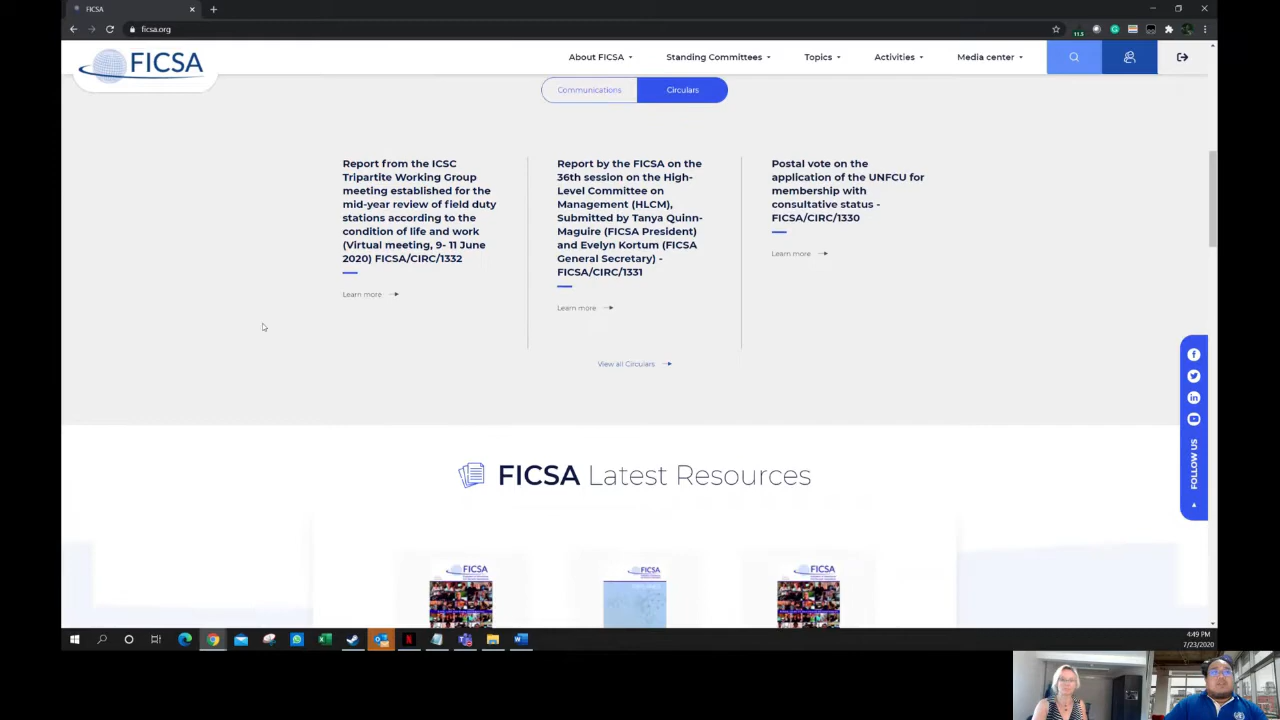 FICSA
ficsa.org
11.5
FICSA
About FICSA
Standing Committees
Topics
Activities
Media center
Communications
Circulars
Report from the ICSC
Tripartite Working Group
meeting established for the
mid-year review of field duty
stations according to the
condition of life and work
(Virtual meeting, 9- 11 June
2020) FICSA/CIRC/1332
Learn more
Report by the FICSA on the
36th session on the High-
Level Committee on
Management (HLCM),
Submitted by Tanya Quinn-
Maguire (FICSA President)
and Evelyn Kortum (FICSA
General Secretary) -
FICSA/CIRC/1331
Learn more
Postal vote on the
application of the UNFCU for
membership with
consultative status -
FICSA/CIRC/1330
Learn more
View all Circulars
FOLLOW US
FICSA Latest Resources
FICSA
FICSA
FICSA
4:49 PM
7/23/2020